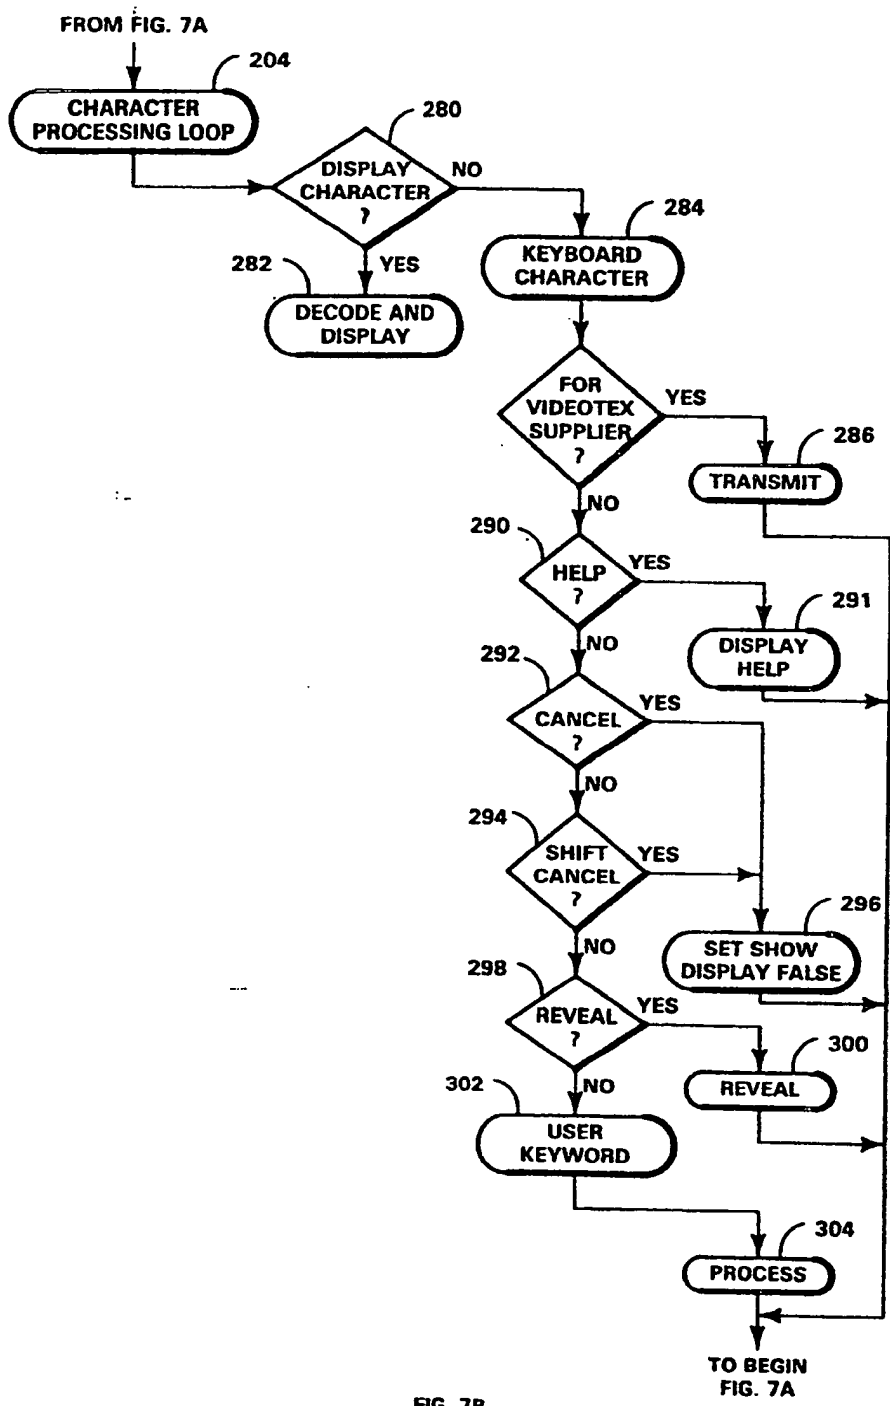 FROM FIG. 7A
204
CHARACTER
PROCESSING LOOP
280
DISPLAY
CHARACTER
?
NO
YES
282
DECODE AND
DISPLAY
284
KEYBOARD
CHARACTER
FOR
VIDEOTEX
SUPPLIER
?
YES
NO
286
TRANSMIT
290
HELP
?
YES
NO
291
DISPLAY
HELP
292
CANCEL
?
YES
NO
294
SHIFT
CANCEL
?
YES
NO
296
SET SHOW
DISPLAY FALSE
298
REVEAL
?
YES
NO
300
REVEAL
302
USER
KEYWORD
304
PROCESS
TO BEGIN
FIG. 7A
FIG. 7B